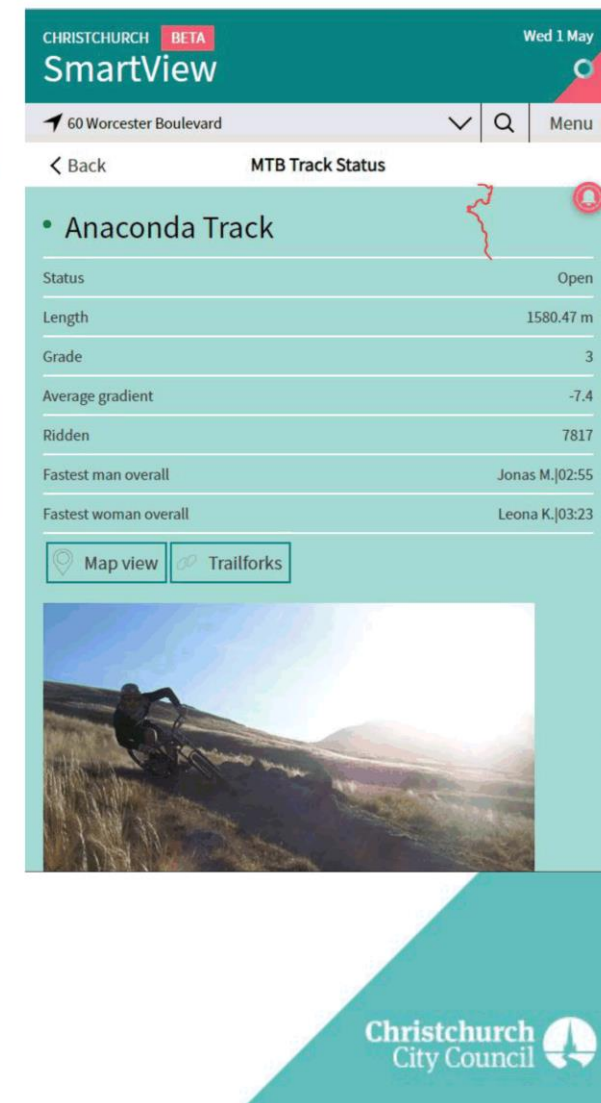 CHRISTCHURCH BETA
Wed 1 May
SmartView
60 Worcester Boulevard
Menu
Back
MTB Track Status
Anaconda Track
Status Open
Length 1580.47 m
Grade 3
Average gradient -7.4
Ridden 7817
Fastest man overall Jonas M.|02:55
Fastest woman overall Leona K.|03:23
Map view Trailforks
Christchurch
City Council